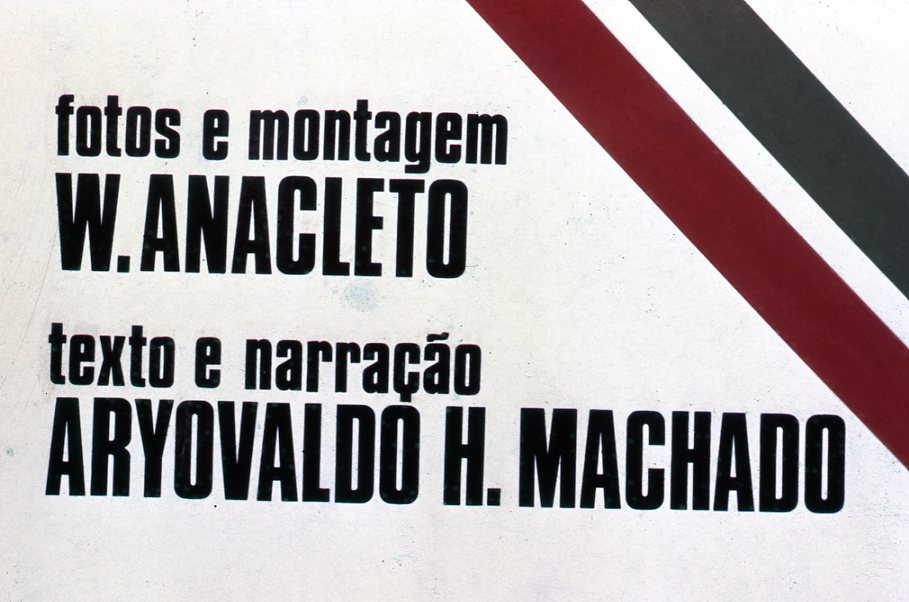 fotos e montagem
W. ANACLETO
texto e narração
ARYOVALDO H. MACHADO